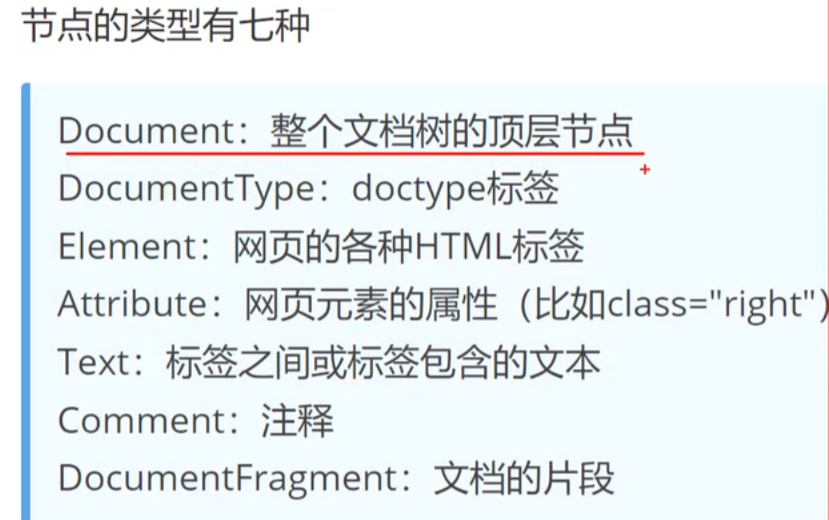 节点的类型有七种
Document：整个文档树的顶层节点
DocumentType：doctype标签
Element：网页的各种HTML标签
Attribute：网页元素的属性（比如class="right"）
Text：标签之间或标签包含的文本
Comment：注释
DocumentFragment：文档的片段